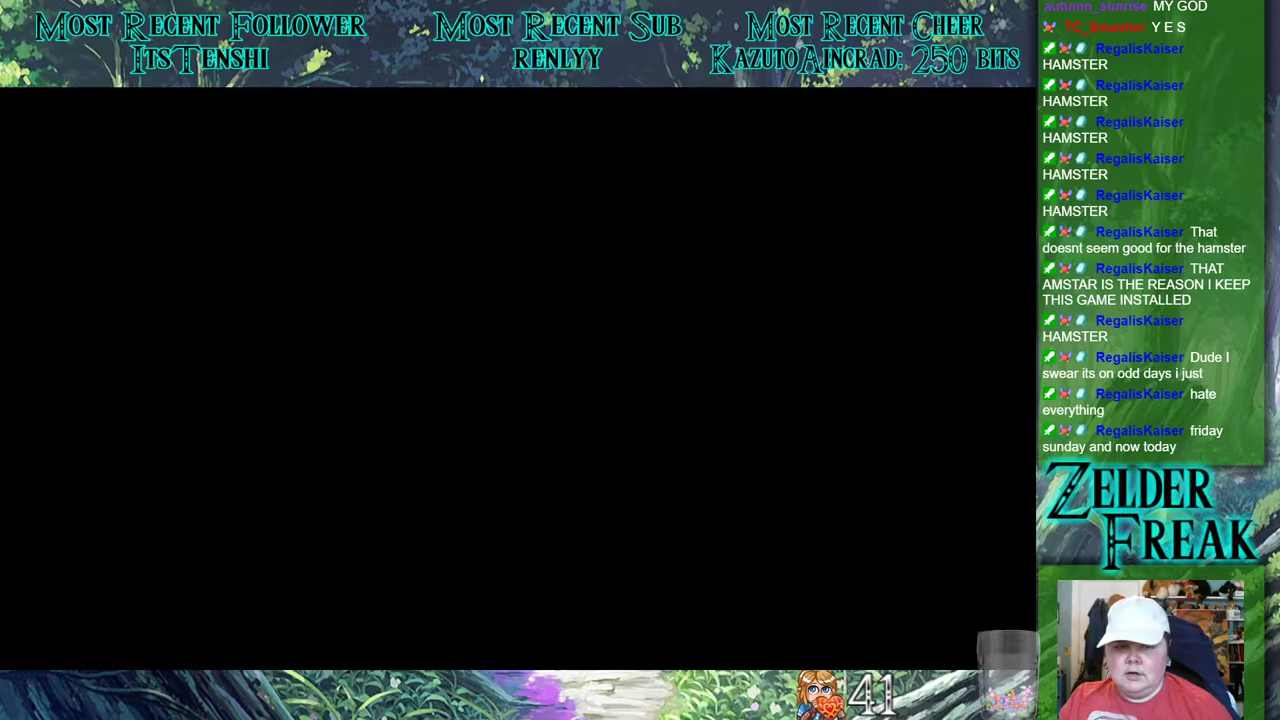 Most Recent Follower
ItsTenshi
Most Recent Sub
renlyy
Most Recent Cheer
KazutoAincrad: 250 bits
autumn_sunrise MY GOD
TC_Smusher Y E S
RegalisKaiser
HAMSTER
RegalisKaiser
HAMSTER
RegalisKaiser
HAMSTER
RegalisKaiser
HAMSTER
RegalisKaiser
HAMSTER
RegalisKaiser That
doesnt seem good for the hamster
RegalisKaiser THAT
AMSTAR IS THE REASON I KEEP
THIS GAME INSTALLED
RegalisKaiser
HAMSTER
RegalisKaiser Dude I
swear its on odd days i just
RegalisKaiser hate
everything
RegalisKaiser friday
sunday and now today
Zelder
Freak
41